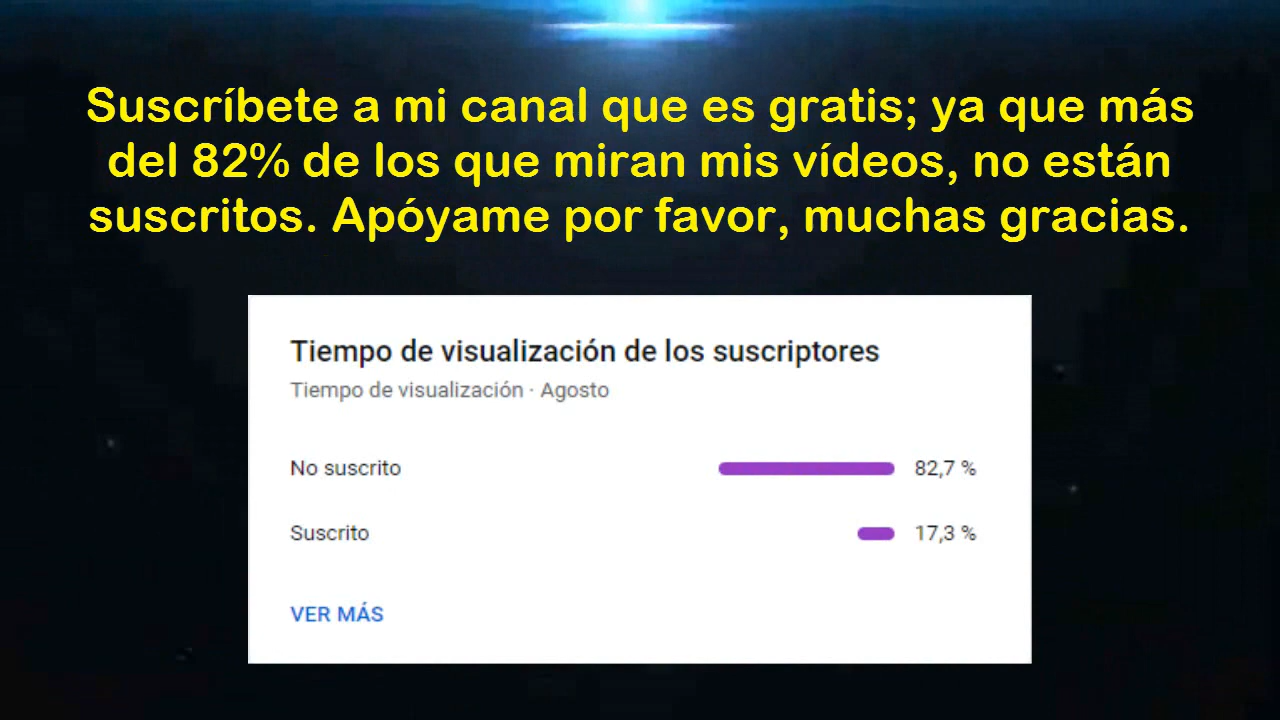 Suscríbete a mi canal que es gratis; ya que más
del 82% de los que miran mis vídeos, no están
suscritos. Apóyame por favor, muchas gracias.
Tiempo de visualización de los suscriptores
Tiempo de visualización · Agosto
No suscrito 82,7 %
Suscrito 17,3 %
VER MÁS